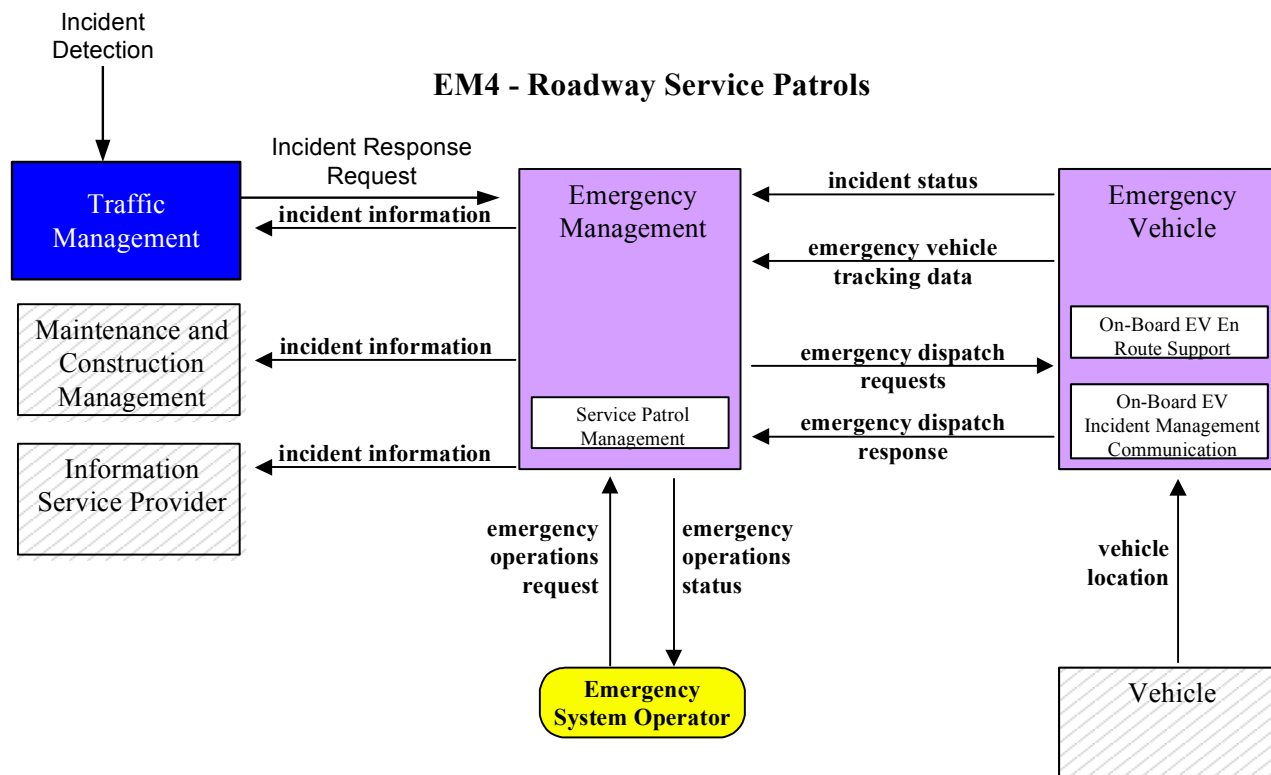 Incident
Detection
EM4 - Roadway Service Patrols
Traffic
Management
Incident Response
Request
incident information
Emergency
Management
incident status
emergency vehicle
tracking data
Emergency
Vehicle
Maintenance and
Construction
Management
incident information
Service Patrol
Management
emergency dispatch
requests
emergency dispatch
response
On-Board EV En
Route Support
On-Board EV
Incident Management
Communication
Information
Service Provider
incident information
emergency
operations
request
emergency
operations
status
vehicle
location
Emergency
System Operator
Vehicle